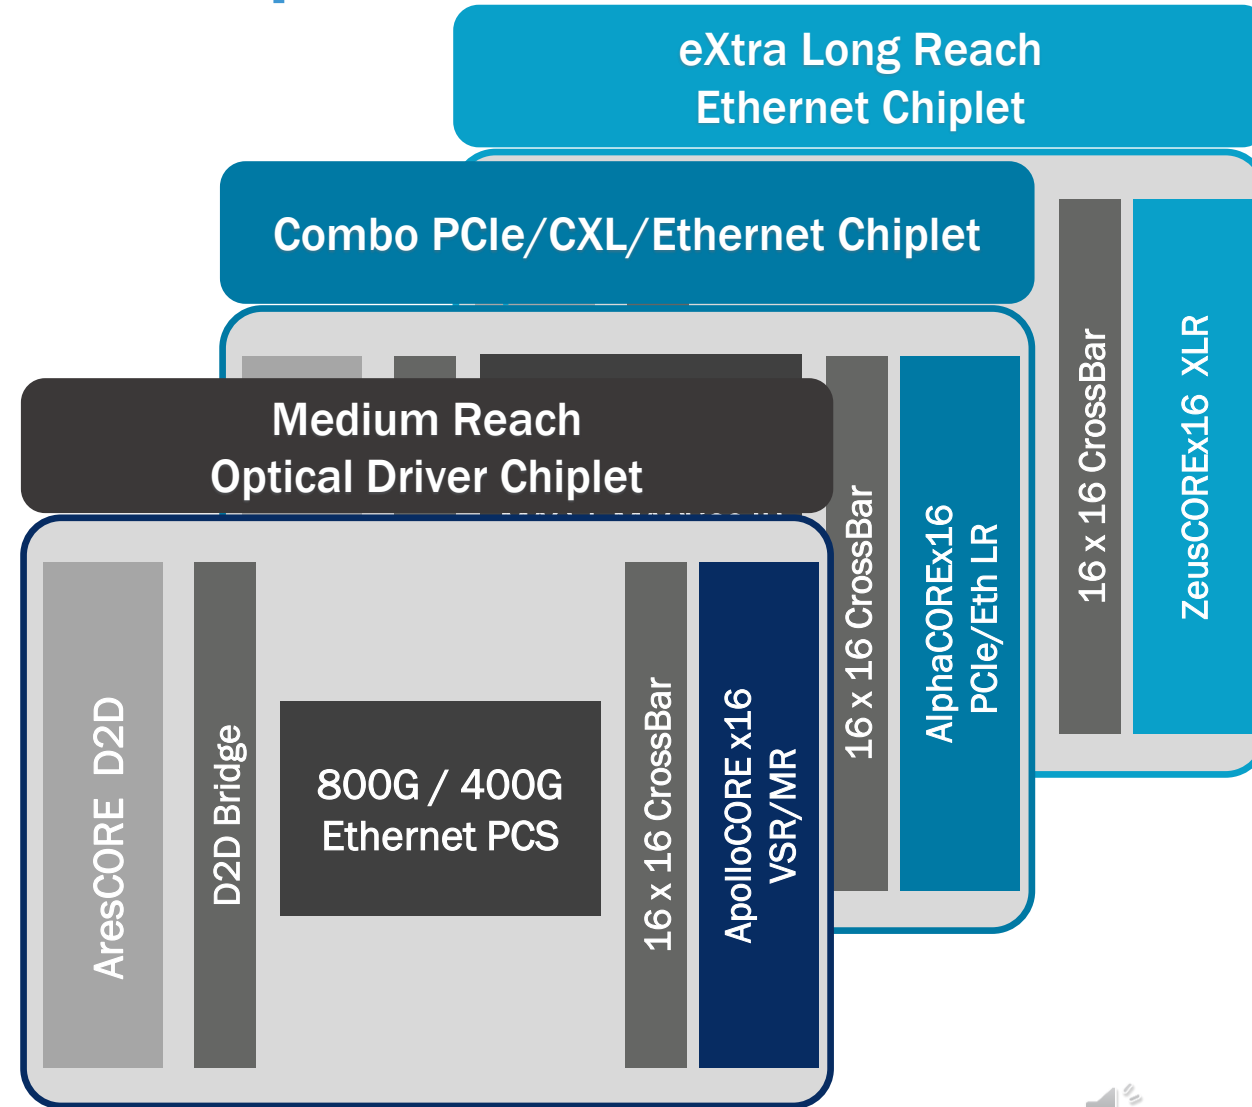 eXtra Long Reach
Ethernet Chiplet
Combo PCIe/CXL/Ethernet Chiplet
Medium Reach
Optical Driver Chiplet
AresCORE D2D
D2D Bridge
800G / 400G
Ethernet PCS
16 x 16 CrossBar
ApolloCORE x16
VSR/MR
16 x 16 CrossBar
AlphaCOREx16
PCIe/Eth LR
16 x 16 CrossBar
ZeusCOREx16 XLR